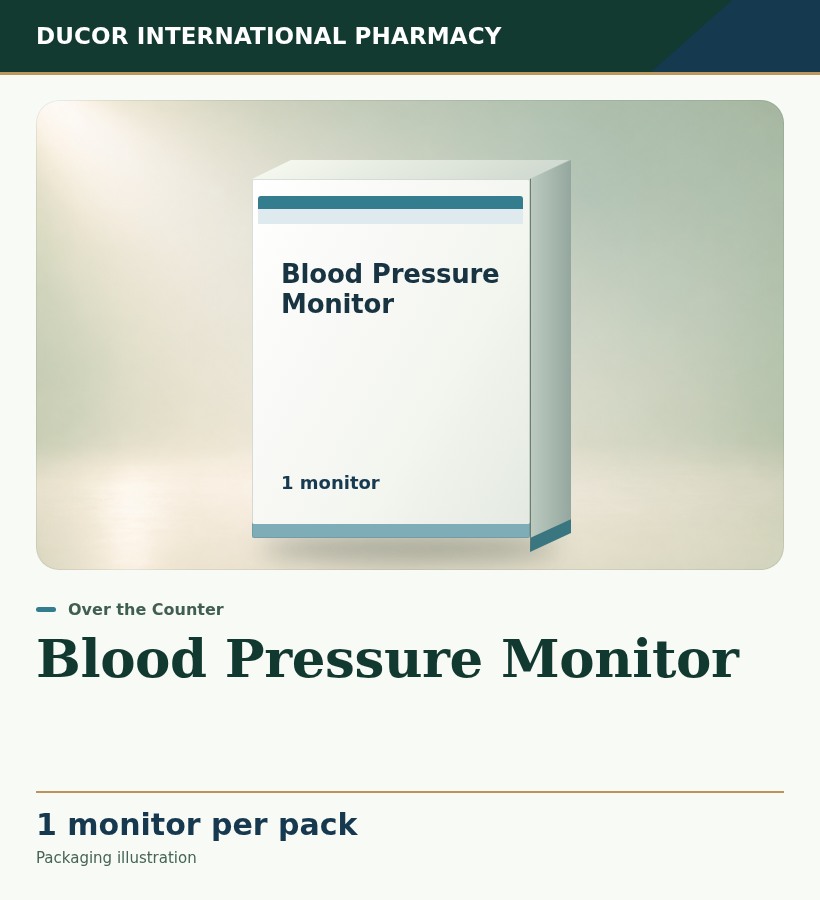 DUCOR INTERNATIONAL PHARMACY
Blood Pressure
Monitor
1 monitor
Over the Counter
Blood Pressure Monitor
1 monitor per pack
Packaging illustration